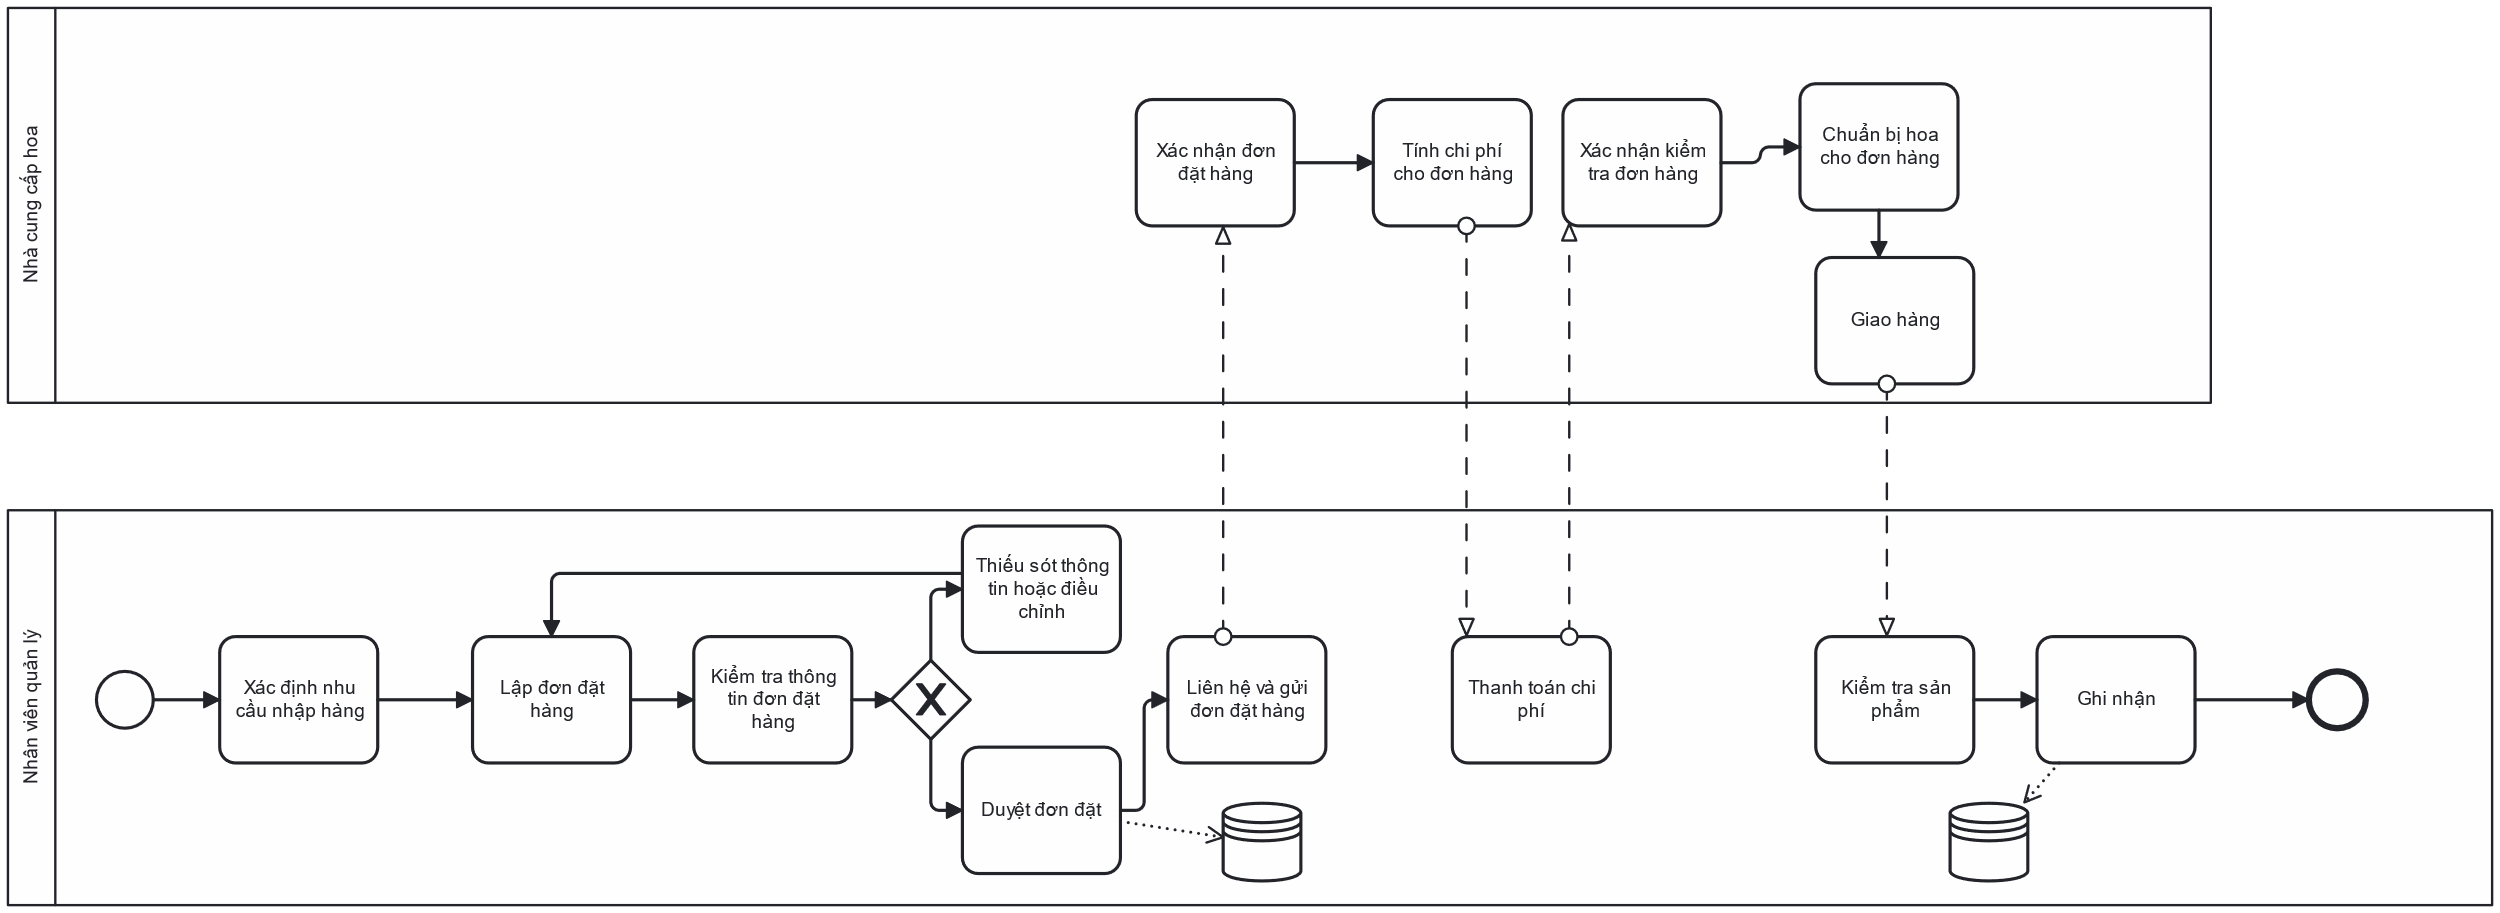 Nhà cung cấp hoa
Xác nhận đơn
đặt hàng
Tính chi phí
cho đơn hàng
Xác nhận kiểm
tra đơn hàng
Chuẩn bị hoa
cho đơn hàng
Giao hàng
Nhân viên quản lý
Xác định nhu
cầu nhập hàng
Lập đơn đặt
hàng
Kiểm tra thông
tin đơn đặt
hàng
X
Thiếu sót thông
tin hoặc điều
chỉnh
Duyệt đơn đặt
Liên hệ và gửi
đơn đặt hàng
Thanh toán chi
phí
Kiểm tra sản
phẩm
Ghi nhận